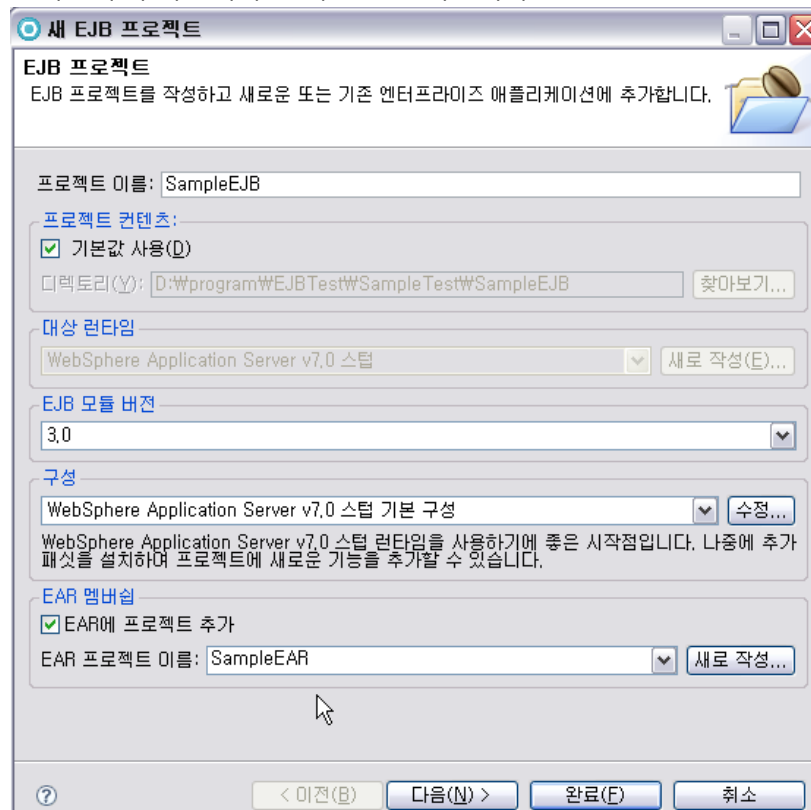 새 EJB 프로젝트
EJB 프로젝트
EJB 프로젝트를 작성하고 새로운 또는 기존 엔터프라이즈 애플리케이션에 추가합니다.
프로젝트 이름: SampleEJB
프로젝트 컨텐츠:
기본값 사용(D)
디렉토리(Y): D:₩program₩EJBTest₩SampleTest₩SampleEJB 찾아보기...
대상 런타임
WebSphere Application Server v7.0 스텁 새로 작성(E)...
EJB 모듈 버전
3.0
구성
WebSphere Application Server v7.0 스텁 기본 구성 수정...
WebSphere Application Server v7.0 스텁 런타임을 사용하기에 좋은 시작점입니다. 나중에 추가
패싯을 설치하여 프로젝트에 새로운 기능을 추가할 수 있습니다.
EAR 멤버쉽
EAR에 프로젝트 추가
EAR 프로젝트 이름: SampleEAR 새로 작성...
? < 이전(B) 다음(N) > 완료(F) 취소